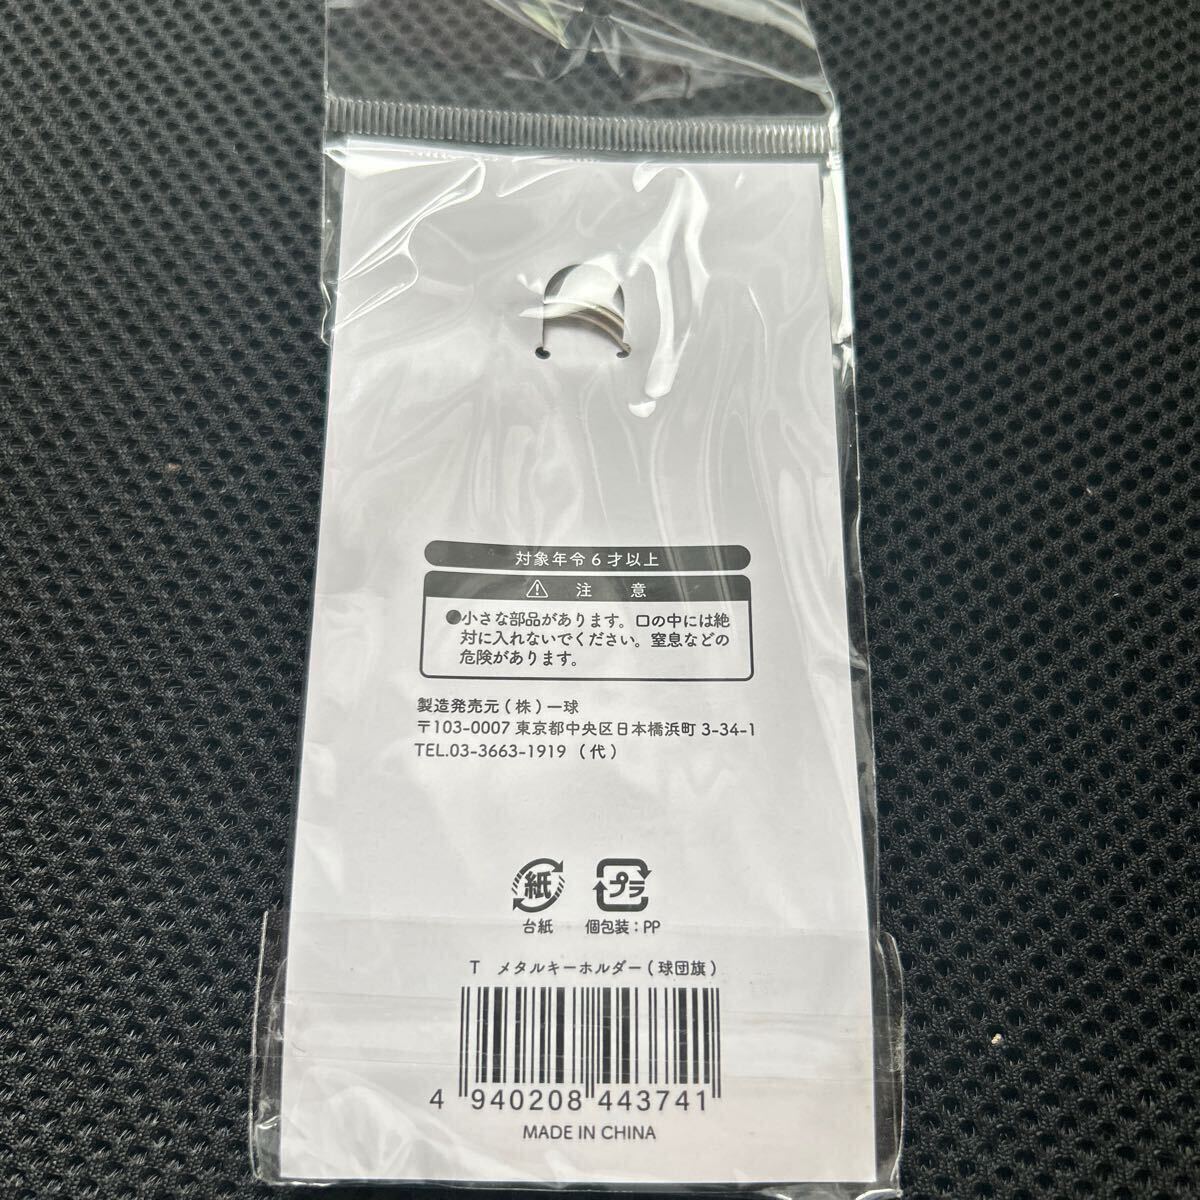 対象年令6才以上
注 意
●小さな部品があります。口の中には絶
対に入れないでください。窒息などの
危険があります。
製造発売元(株)一球
〒103-0007 東京都中央区日本橋浜町 3-34-1
TEL.03-3663-1919 (代)
紙 プラ
台紙 個包装:PP
T メタルキーホルダー(球団旗)
4 940208 443741
MADE IN CHINA